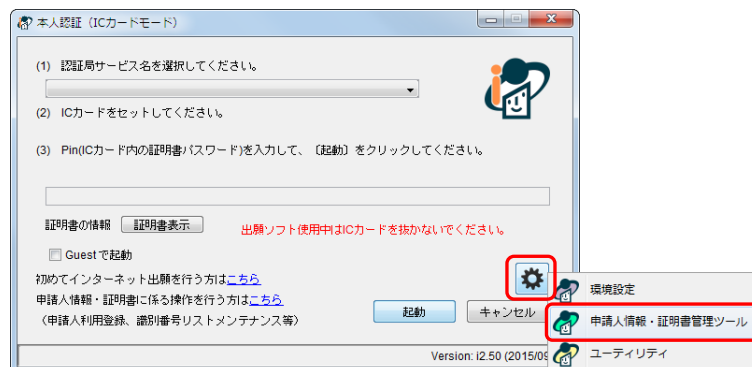 本人認証（ICカードモード）
(1) 認証局サービス名を選択してください。
(2) ICカードをセットしてください。
(3) Pin(ICカード内の証明書パスワード)を入力して、〔起動〕をクリックしてください。
証明書の情報 証明書表示 出願ソフト使用中はICカードを抜かないでください。
Guestで起動
初めてインターネット出願を行う方はこちら
申請人情報・証明書に係る操作を行う方はこちら
（申請人利用登録、識別番号リストメンテナンス等）
起動 キャンセル
Version: i2.50 (2015/09
環境設定
申請人情報・証明書管理ツール
ユーティリティ